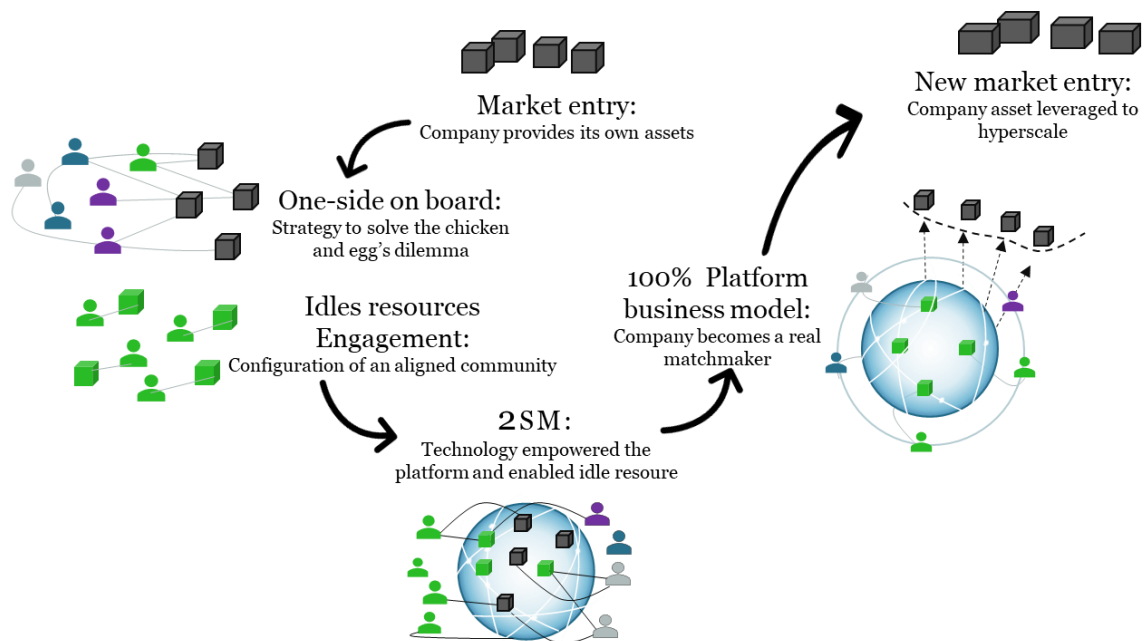 Market entry:
Company provides its own assets
One-side on board:
Strategy to solve the chicken
and egg's dilemma
Idles resources
Engagement:
Configuration of an aligned community
2SM:
Technology empowered the
platform and enabled idle resoure
100% Platform
business model:
Company becomes a real
matchmaker
New market entry:
Company asset leveraged to
hyperscale